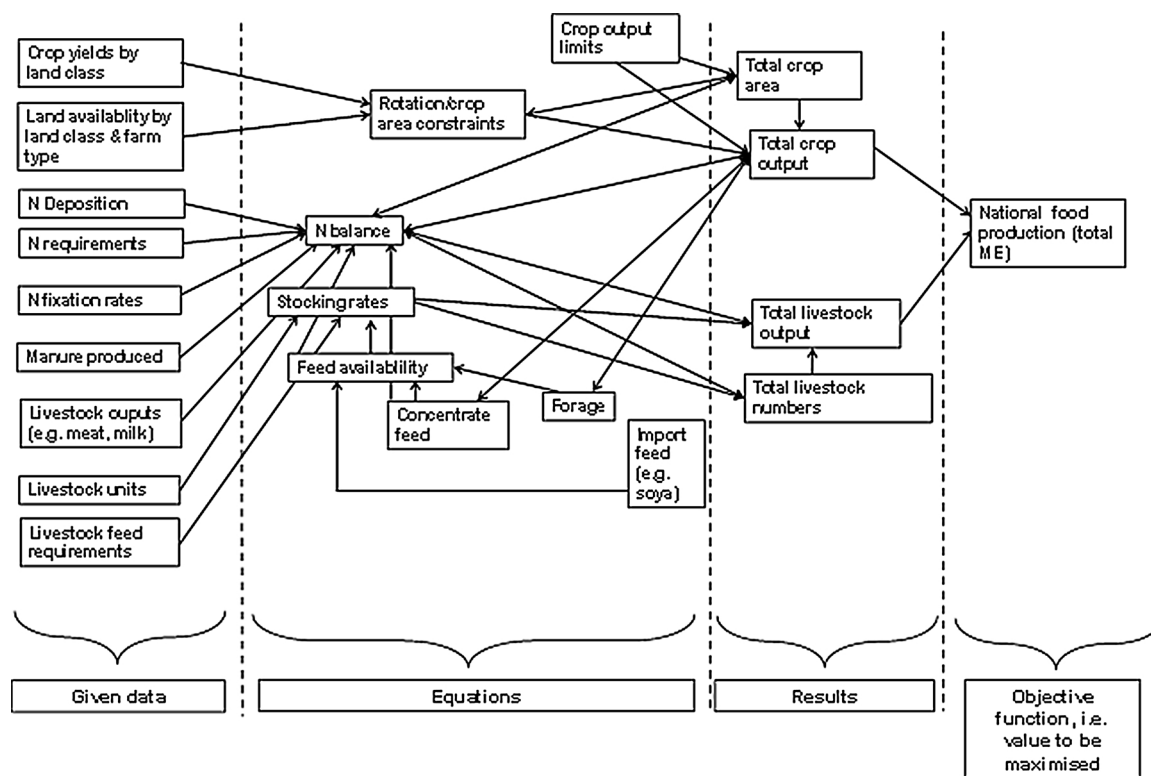 Crop yields by
land class
Land availablity by
land class & farm
type
N Deposition
N requirements
N fixation rates
Manure produced
Livestock ouputs
(e.g. meat, milk)
Livestock units
Livestock feed
requirements
Crop output
limits
Rotation/crop
area constraints
N balance
Stocking rates
Feed availablility
Concentrate
feed
Forage
Import
feed
(e.g.
soya)
Total crop
area
Total crop
output
Total livestock
output
Total livestock
numbers
National food
production (total
ME)
Given data
Equations
Results
Objective
function, i.e.
value to be
maximised